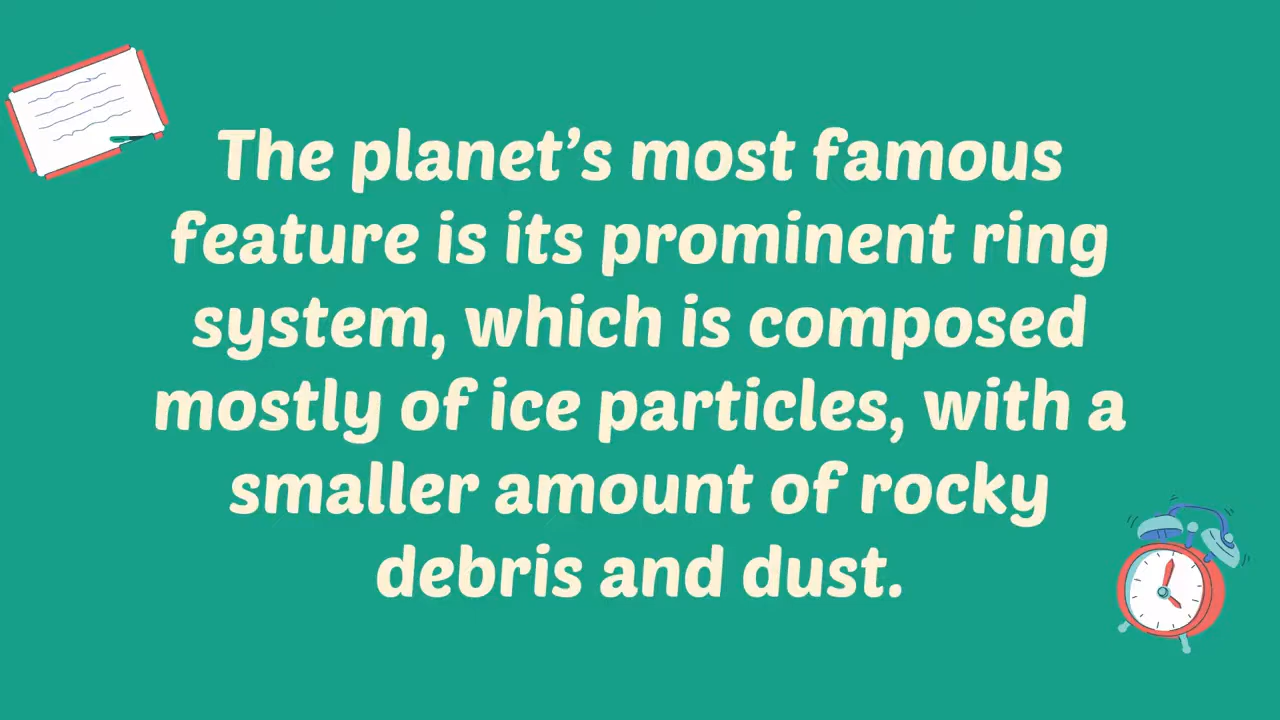 The planet’s most famous
feature is its prominent ring
system, which is composed
mostly of ice particles, with a
smaller amount of rocky
debris and dust.